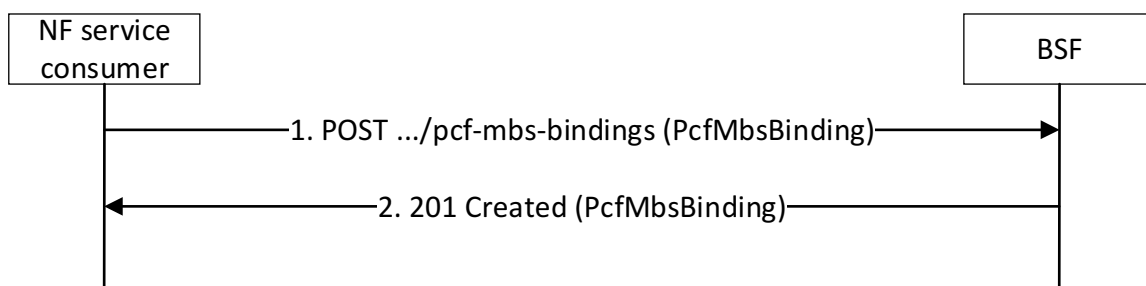 NF service
consumer
BSF
1. POST .../pcf-mbs-bindings (PcfMbsBinding)
2. 201 Created (PcfMbsBinding)